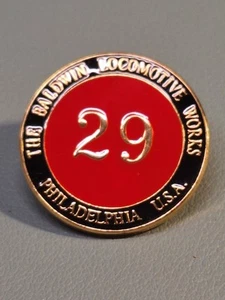 THE BALDWIN LOCOMOTIVE WORKS
29
PHILADELPHIA U.S.A.